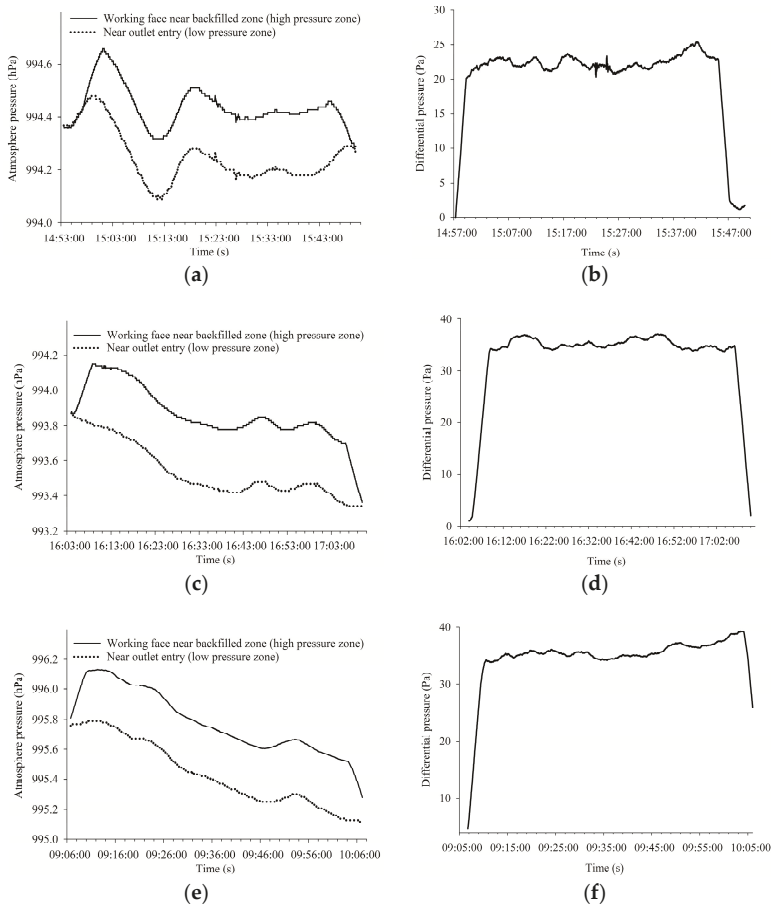 Working face near backfilled zone (high pressure zone)
Near outlet entry (low pressure zone)
Atmosphere pressure (hPa)
994.6
994.4
994.2
994.0
14:53:00 15:03:00 15:13:00 15:23:00 15:33:00 15:43:00
Time (s)
(a)
Differential pressure (Pa)
30
25
20
15
10
5
0
14:57:00 15:07:00 15:17:00 15:27:00 15:37:00 15:47:00
Time (s)
(b)
Working face near backfilled zone (high pressure zone)
Near outlet entry (low pressure zone)
Atmosphere pressure (hPa)
994.2
994.0
993.8
993.6
993.4
993.2
16:03:00 16:13:00 16:23:00 16:33:00 16:43:00 16:53:00 17:03:00
Time (s)
(c)
Differential pressure (Pa)
40
30
20
10
0
16:02:00 16:12:00 16:22:00 16:32:00 16:42:00 16:52:00 17:02:00
Time (s)
(d)
Working face near backfilled zone (high pressure zone)
Near outlet entry (low pressure zone)
Atmosphere pressure (hPa)
996.2
996.0
995.8
995.6
995.4
995.2
995.0
09:06:00 09:16:00 09:26:00 09:36:00 09:46:00 09:56:00 10:06:00
Time (s)
(e)
Differential pressure (Pa)
40
30
20
10
09:05:00 09:15:00 09:25:00 09:35:00 09:45:00 09:55:00 10:05:00
Time (s)
(f)